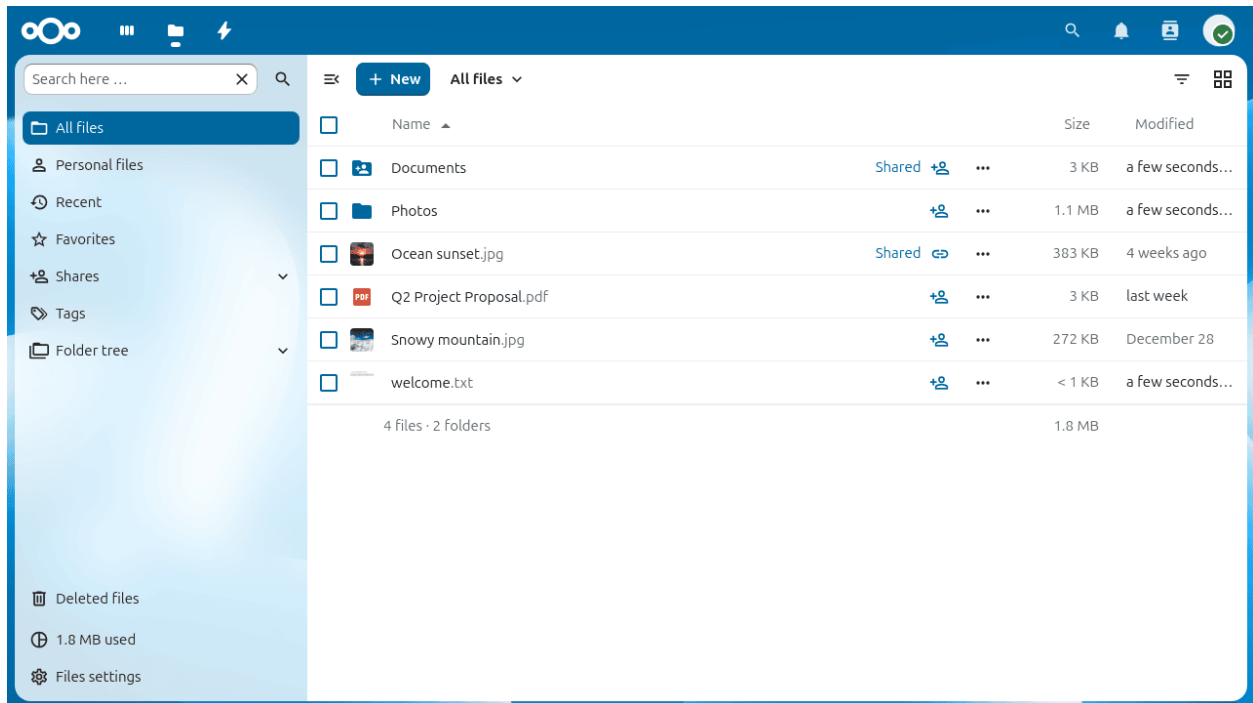 Search here ...
New
All files
All files
Personal files
Recent
Favorites
Shares
Tags
Folder tree
Deleted files
1.8 MB used
Files settings
Name Size Modified
Documents Shared 3 KB a few seconds...
Photos 1.1 MB a few seconds...
Ocean sunset.jpg Shared 383 KB 4 weeks ago
PDF Q2 Project Proposal.pdf 3 KB last week
Snowy mountain.jpg 272 KB December 28
welcome.txt < 1 KB a few seconds...
4 files · 2 folders 1.8 MB